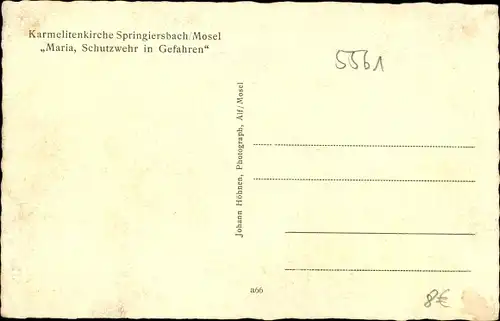 Karmelitenkirche Springiersbach/Mosel
„Maria, Schutzwehr in Gefahren“
5561
Johann Höhnen, Photograph, Alf/Mosel
a66
8€